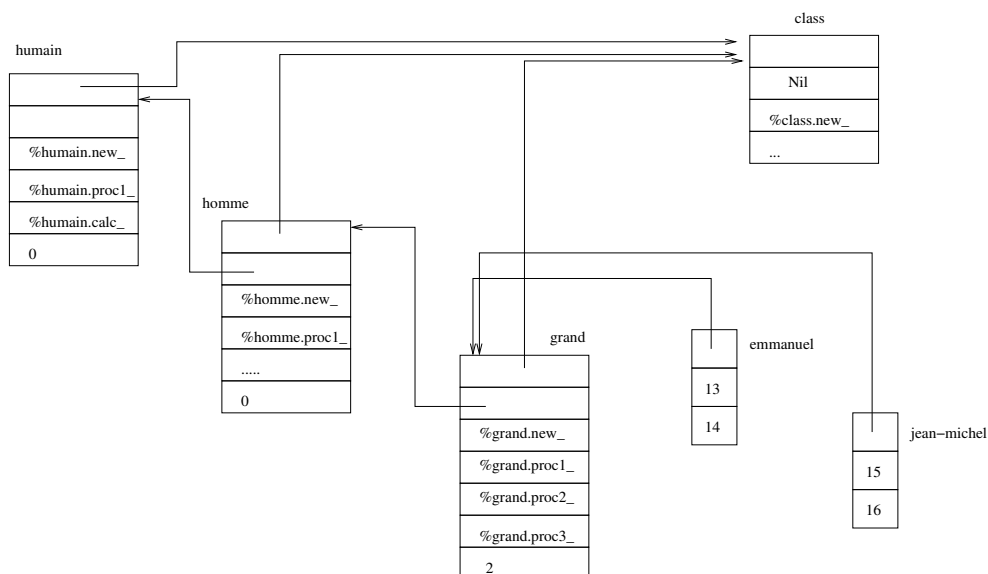 class
humain
Nil
%class.new_
...
%humain.new_
%humain.proc1_
%humain.calc_
0
homme
%homme.new_
%homme.proc1_
.....
0
grand
%grand.new_
%grand.proc1_
%grand.proc2_
%grand.proc3_
2
emmanuel
13
14
jean−michel
15
16